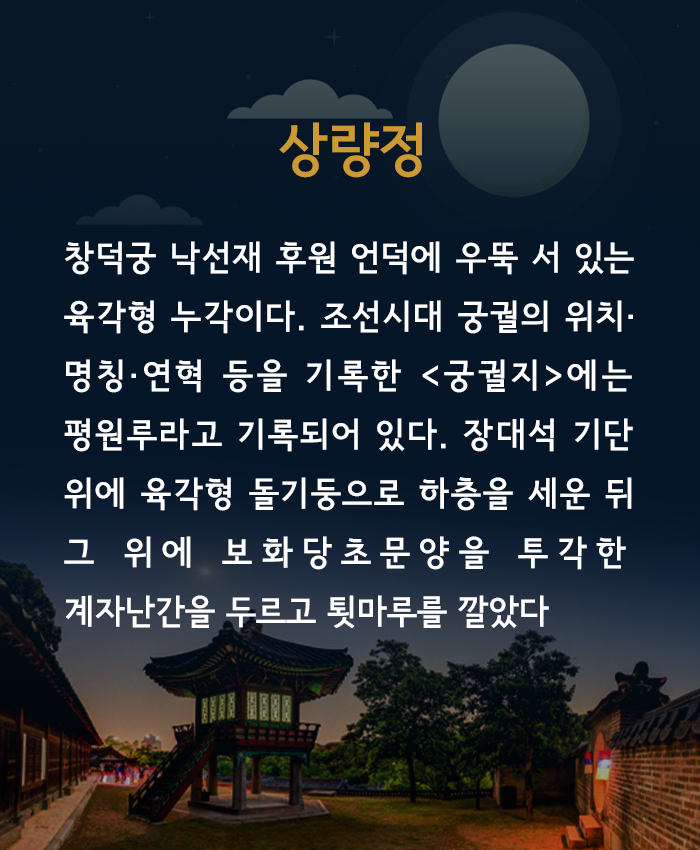 상량정
창덕궁 낙선재 후원 언덕에 우뚝 서 있는
육각형 누각이다. 조선시대 궁궐의 위치·
명칭·연혁 등을 기록한 <궁궐지>에는
평원루라고 기록되어 있다. 장대석 기단
위에 육각형 돌기둥으로 하층을 세운 뒤
그 위에 보화당초문양을 투각한
계자난간을 두르고 툇마루를 깔았다